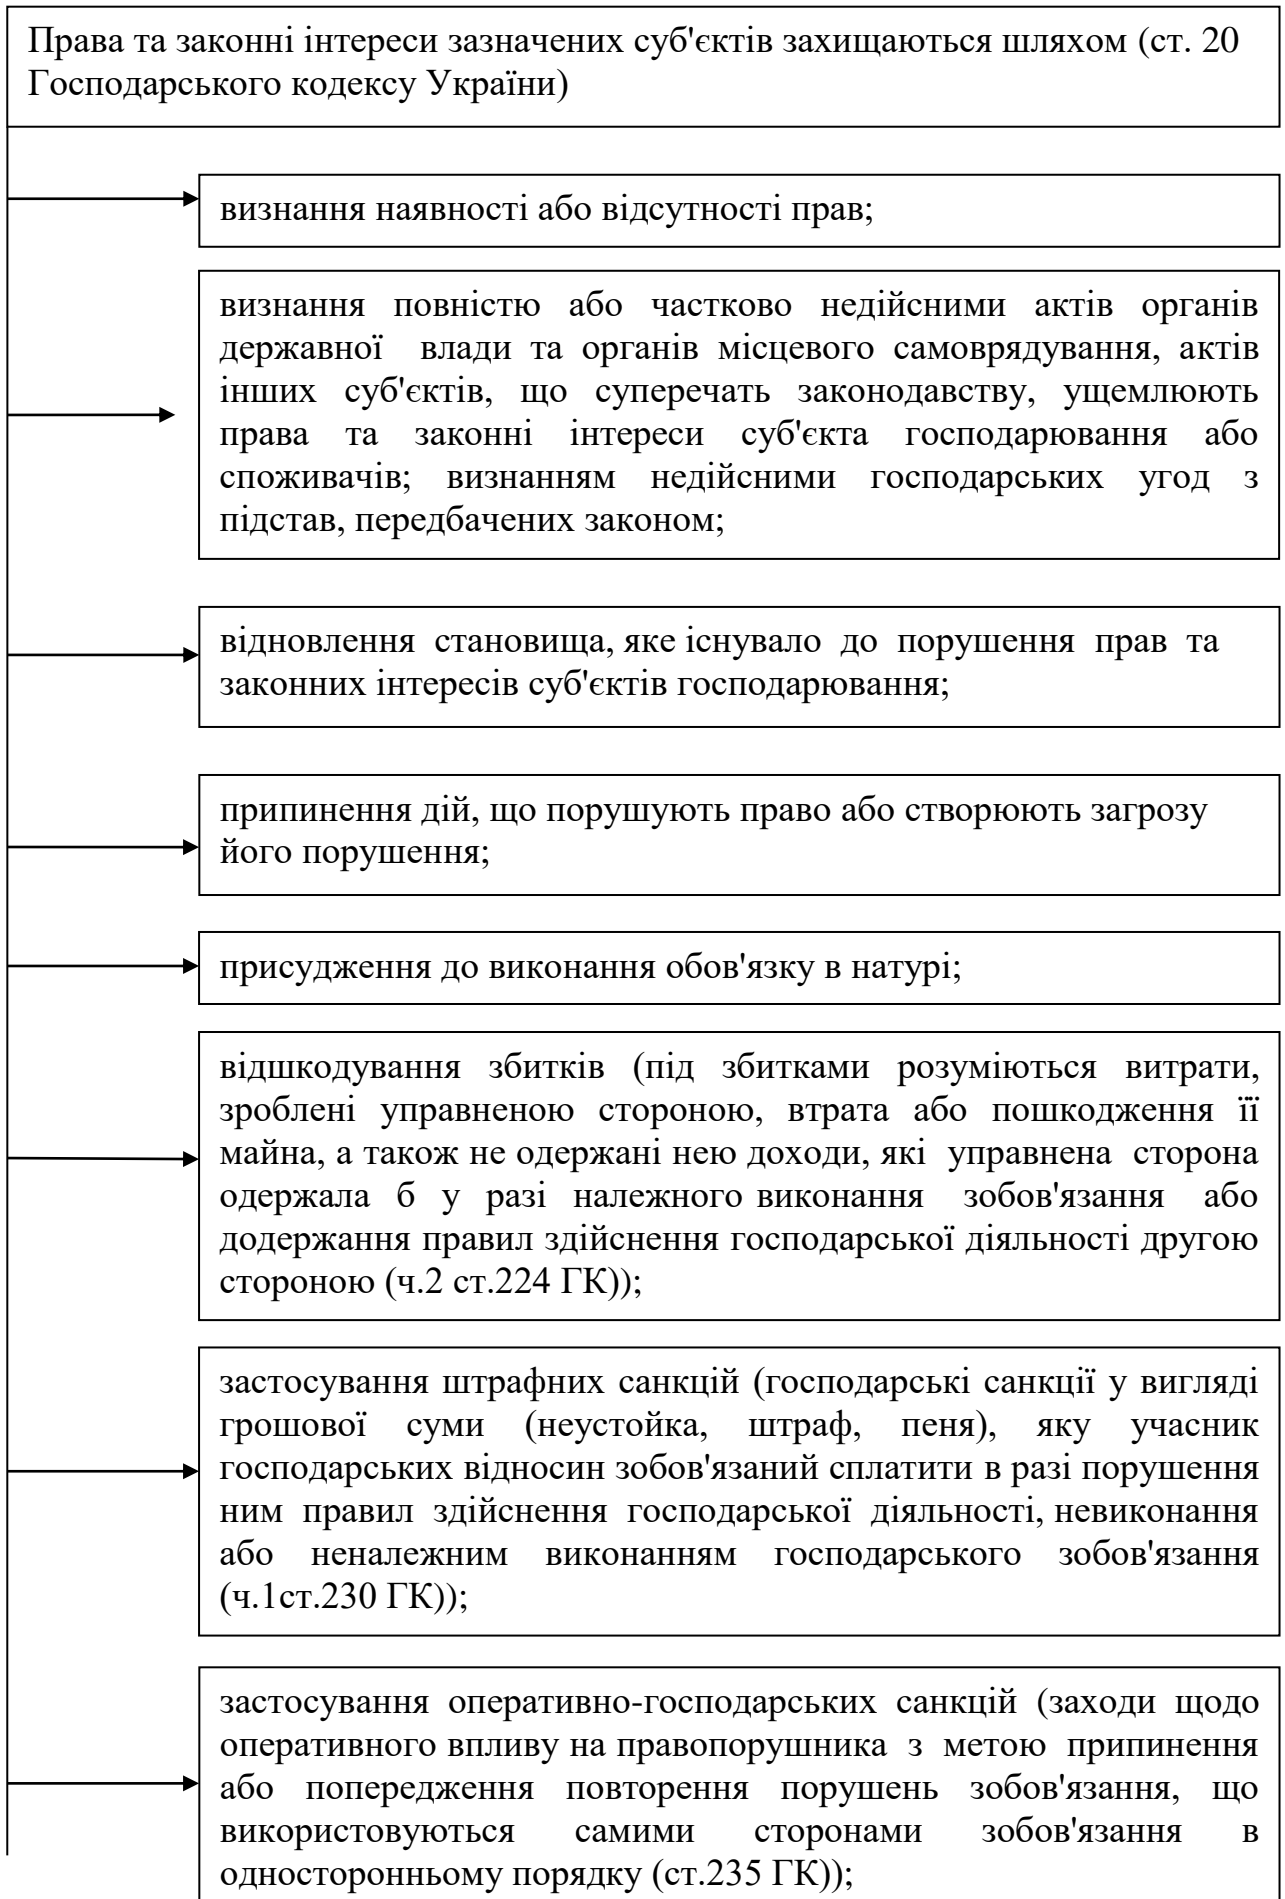 Права та законні інтереси зазначених суб'єктів захищаються шляхом (ст. 20
Господарського кодексу України)
визнання наявності або відсутності прав;
визнання повністю або частково недійсними актів органів
державної влади та органів місцевого самоврядування, актів
інших суб'єктів, що суперечать законодавству, ущемлюють
права та законні інтереси суб'єкта господарювання або
споживачів; визнанням недійсними господарських угод з
підстав, передбачених законом;
відновлення становища, яке існувало до порушення прав та
законних інтересів суб'єктів господарювання;
припинення дій, що порушують право або створюють загрозу
його порушення;
присудження до виконання обов'язку в натурі;
відшкодування збитків (під збитками розуміються витрати,
зроблені управненою стороною, втрата або пошкодження її
майна, а також не одержані нею доходи, які управнена сторона
одержала б у разі належного виконання зобов'язання або
додержання правил здійснення господарської діяльності другою
стороною (ч.2 ст.224 ГК));
застосування штрафних санкцій (господарські санкції у вигляді
грошової суми (неустойка, штраф, пеня), яку учасник
господарських відносин зобов'язаний сплатити в разі порушення
ним правил здійснення господарської діяльності, невиконання
або неналежним виконанням господарського зобов'язання
(ч.1ст.230 ГК));
застосування оперативно-господарських санкцій (заходи щодо
оперативного впливу на правопорушника з метою припинення
або попередження повторення порушень зобов'язання, що
використовуються самими сторонами зобов'язання в
односторонньому порядку (ст.235 ГК));